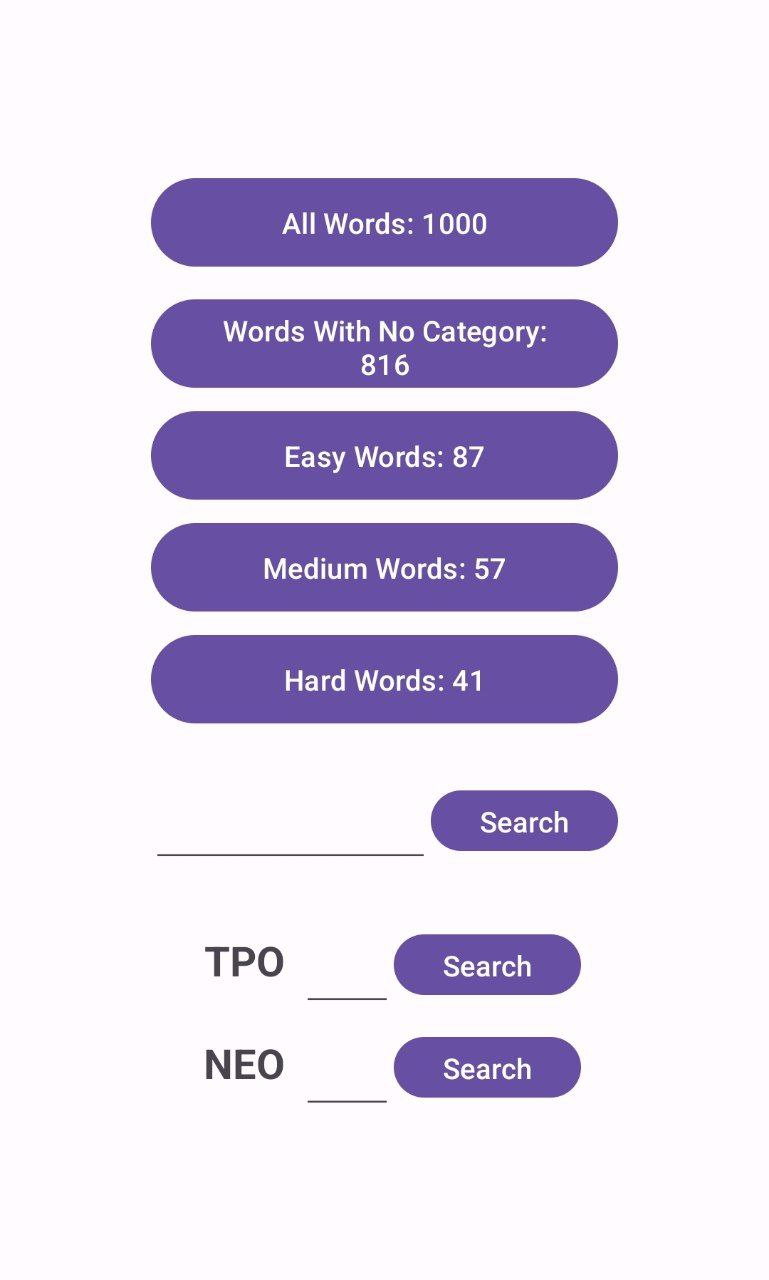 All Words: 1000
Words With No Category:
816
Easy Words: 87
Medium Words: 57
Hard Words: 41
Search
TPO Search
NEO Search